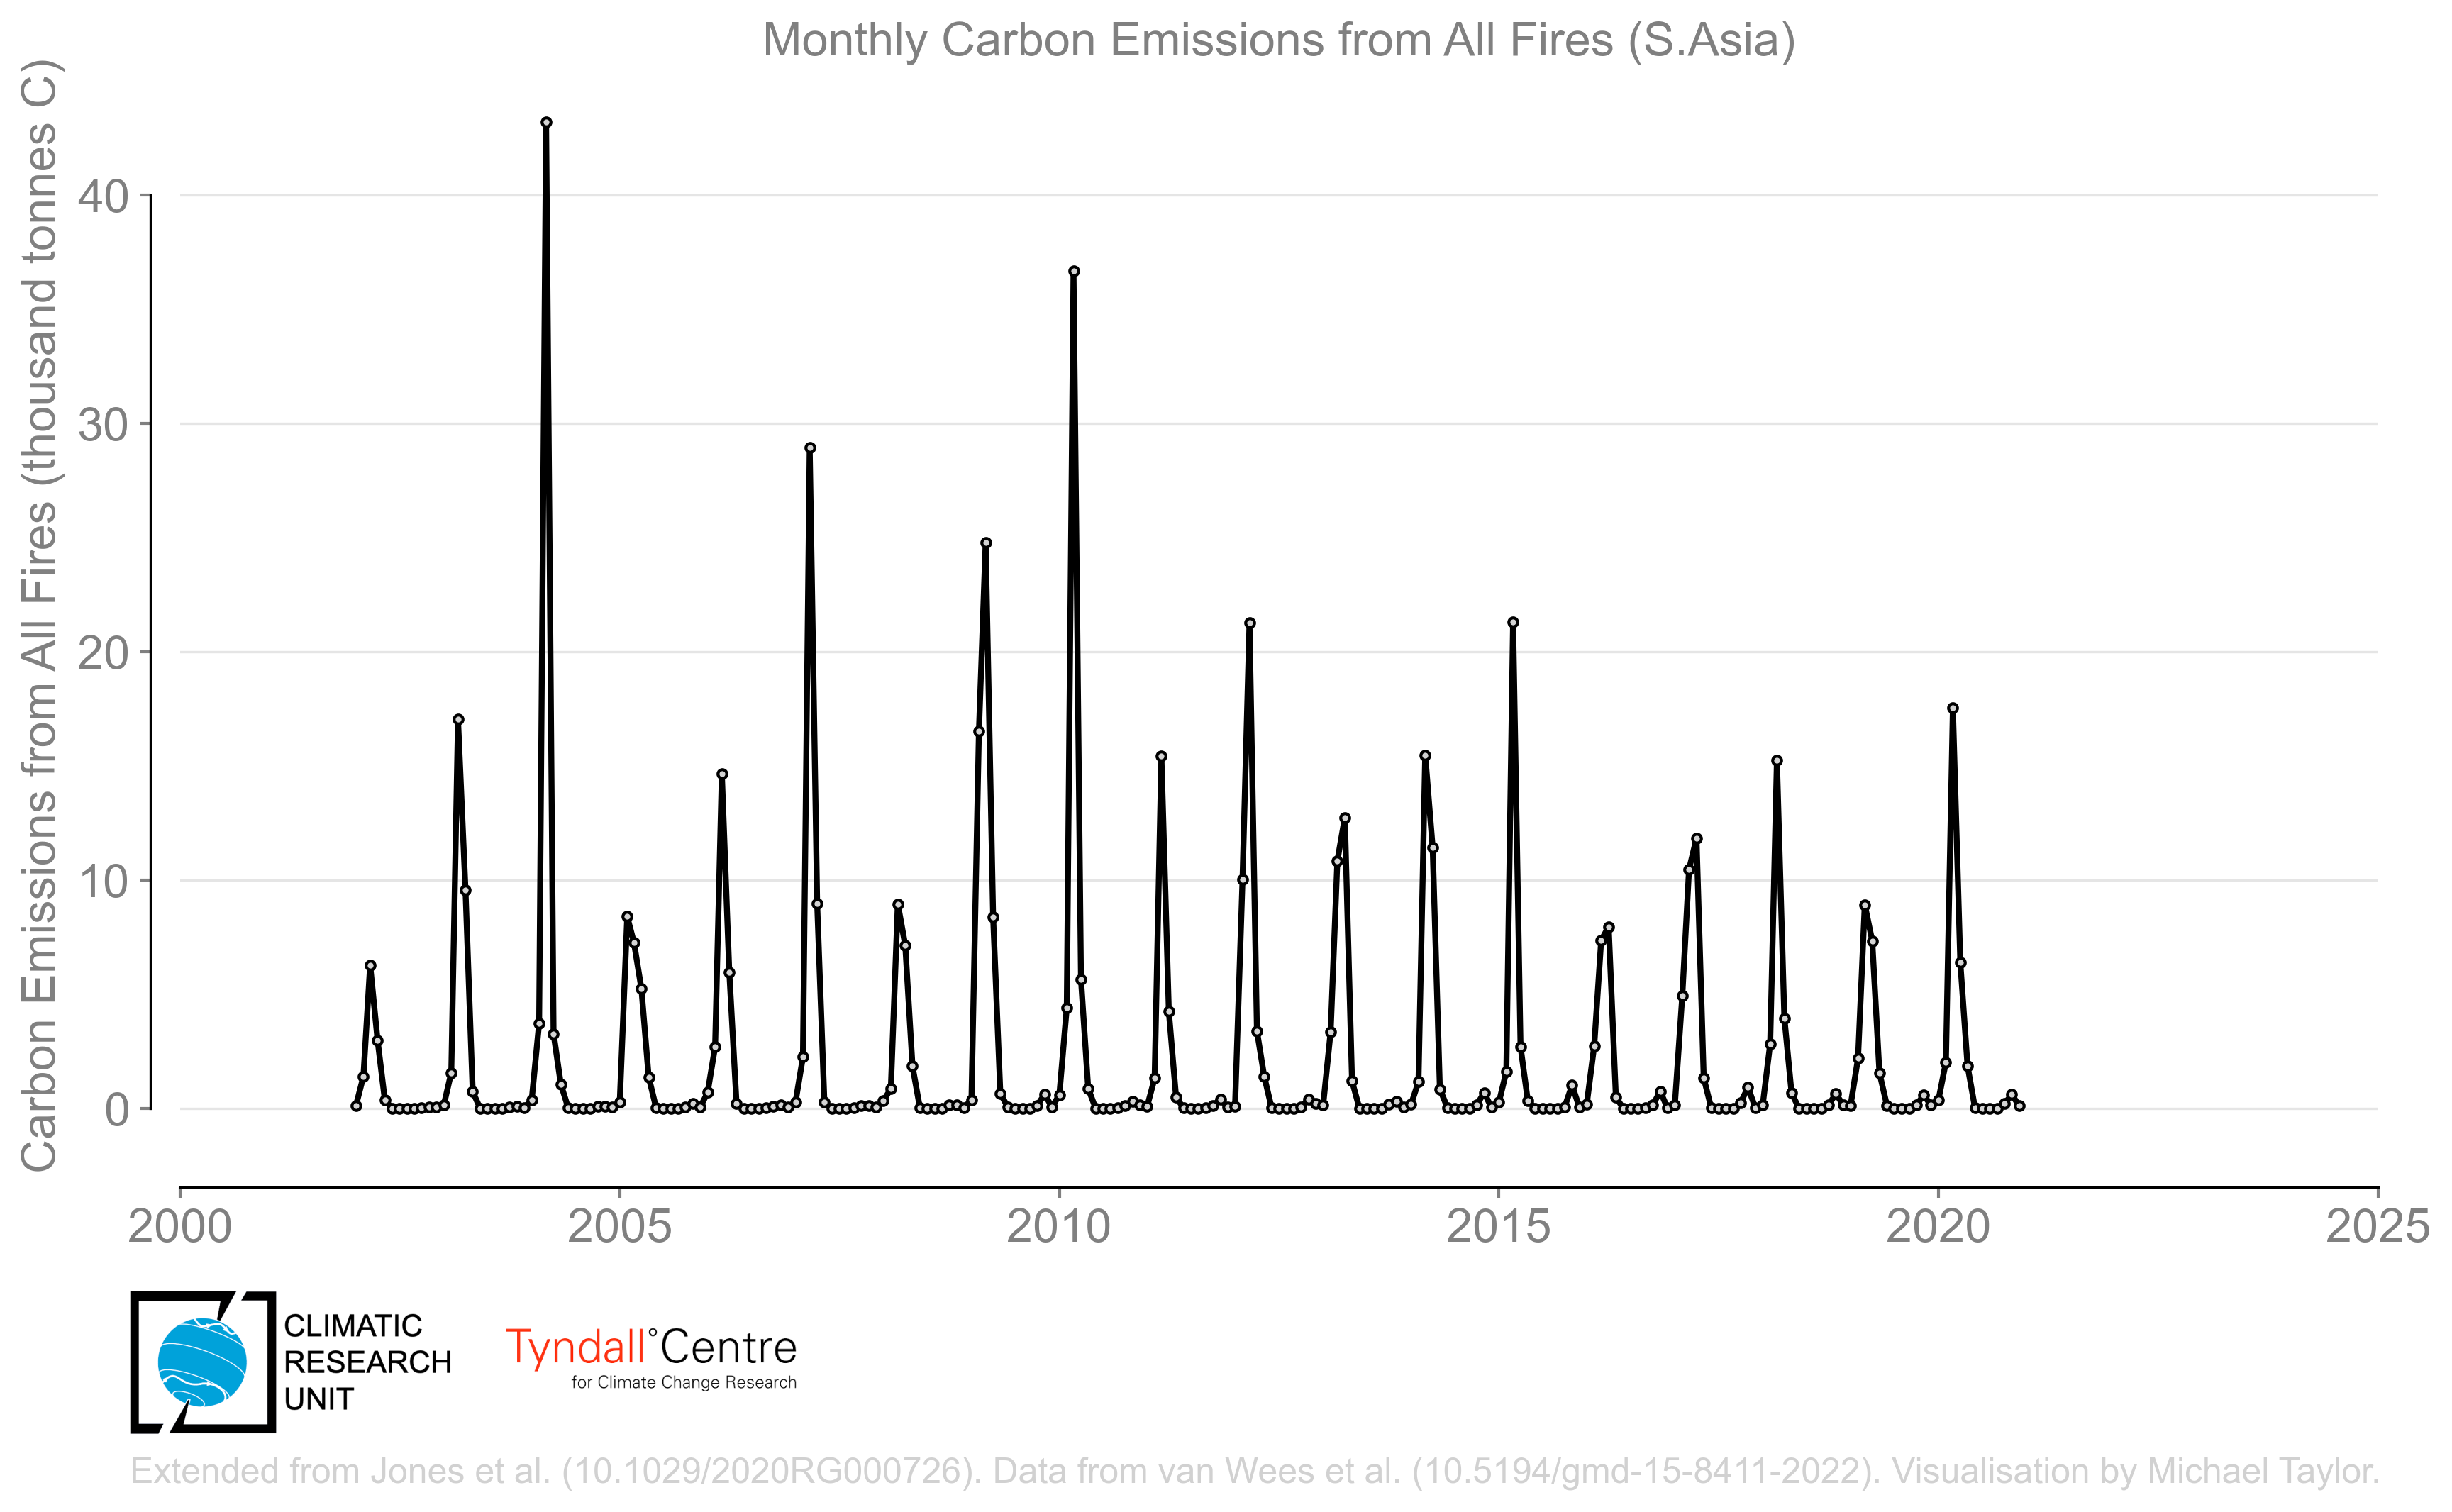 Monthly Carbon Emissions from All Fires (S.Asia)
Carbon Emissions from All Fires (thousand tonnes C)
40
30
20
10
0
2000 2005 2010 2015 2020 2025
CLIMATIC
RESEARCH
UNIT
Tyndall°Centre
for Climate Change Research
Extended from Jones et al. (10.1029/2020RG000726). Data from van Wees et al. (10.5194/gmd-15-8411-2022). Visualisation by Michael Taylor.